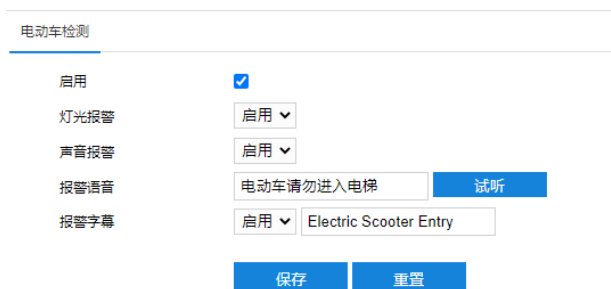 电动车检测
启用
灯光报警 启用
声音报警 启用
报警语音 电动车请勿进入电梯 试听
报警字幕 启用 Electric Scooter Entry
保存 重置